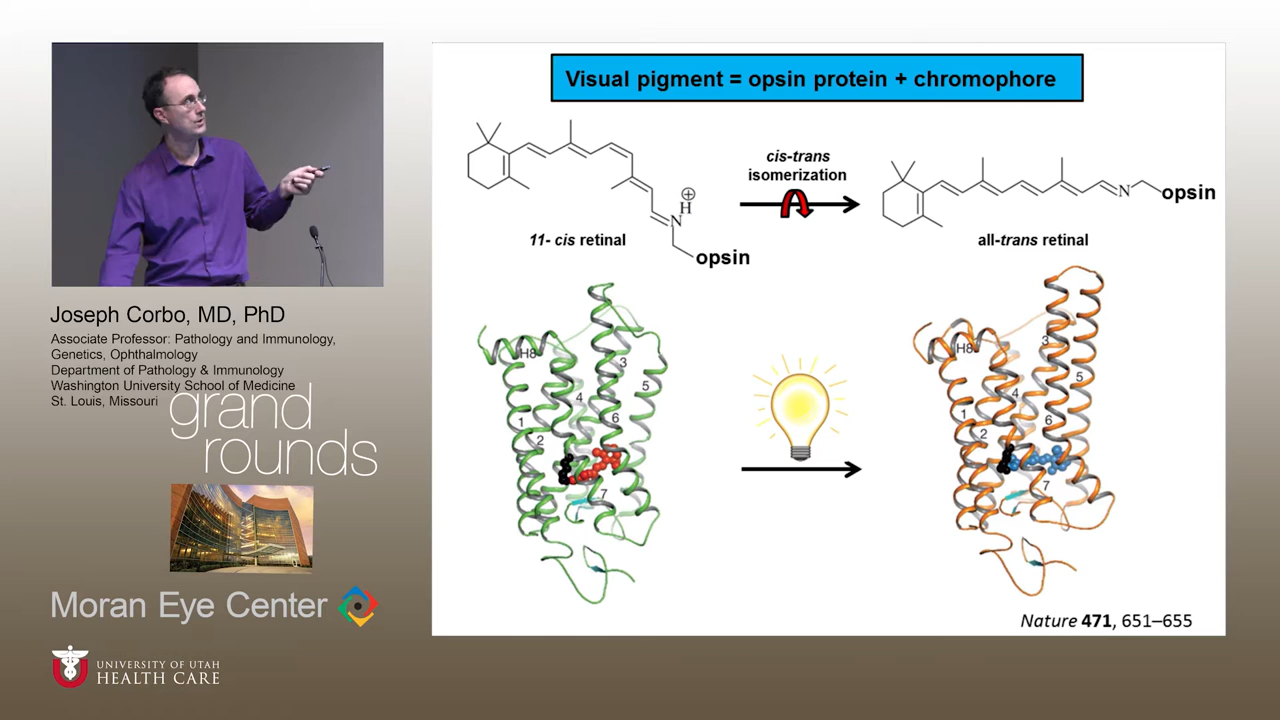 Joseph Corbo, MD, PhD
Associate Professor: Pathology and Immunology,
Genetics, Ophthalmology
Department of Pathology & Immunology
Washington University School of Medicine
St. Louis, Missouri
grand
rounds
Moran Eye Center
UNIVERSITY OF UTAH
HEALTH CARE
Visual pigment = opsin protein + chromophore
H
N
opsin
11- cis retinal
cis-trans
isomerization
N
opsin
all-trans retinal
H8
1
2
3
4
5
6
7
H8
1
2
3
4
5
6
7
Nature 471, 651–655